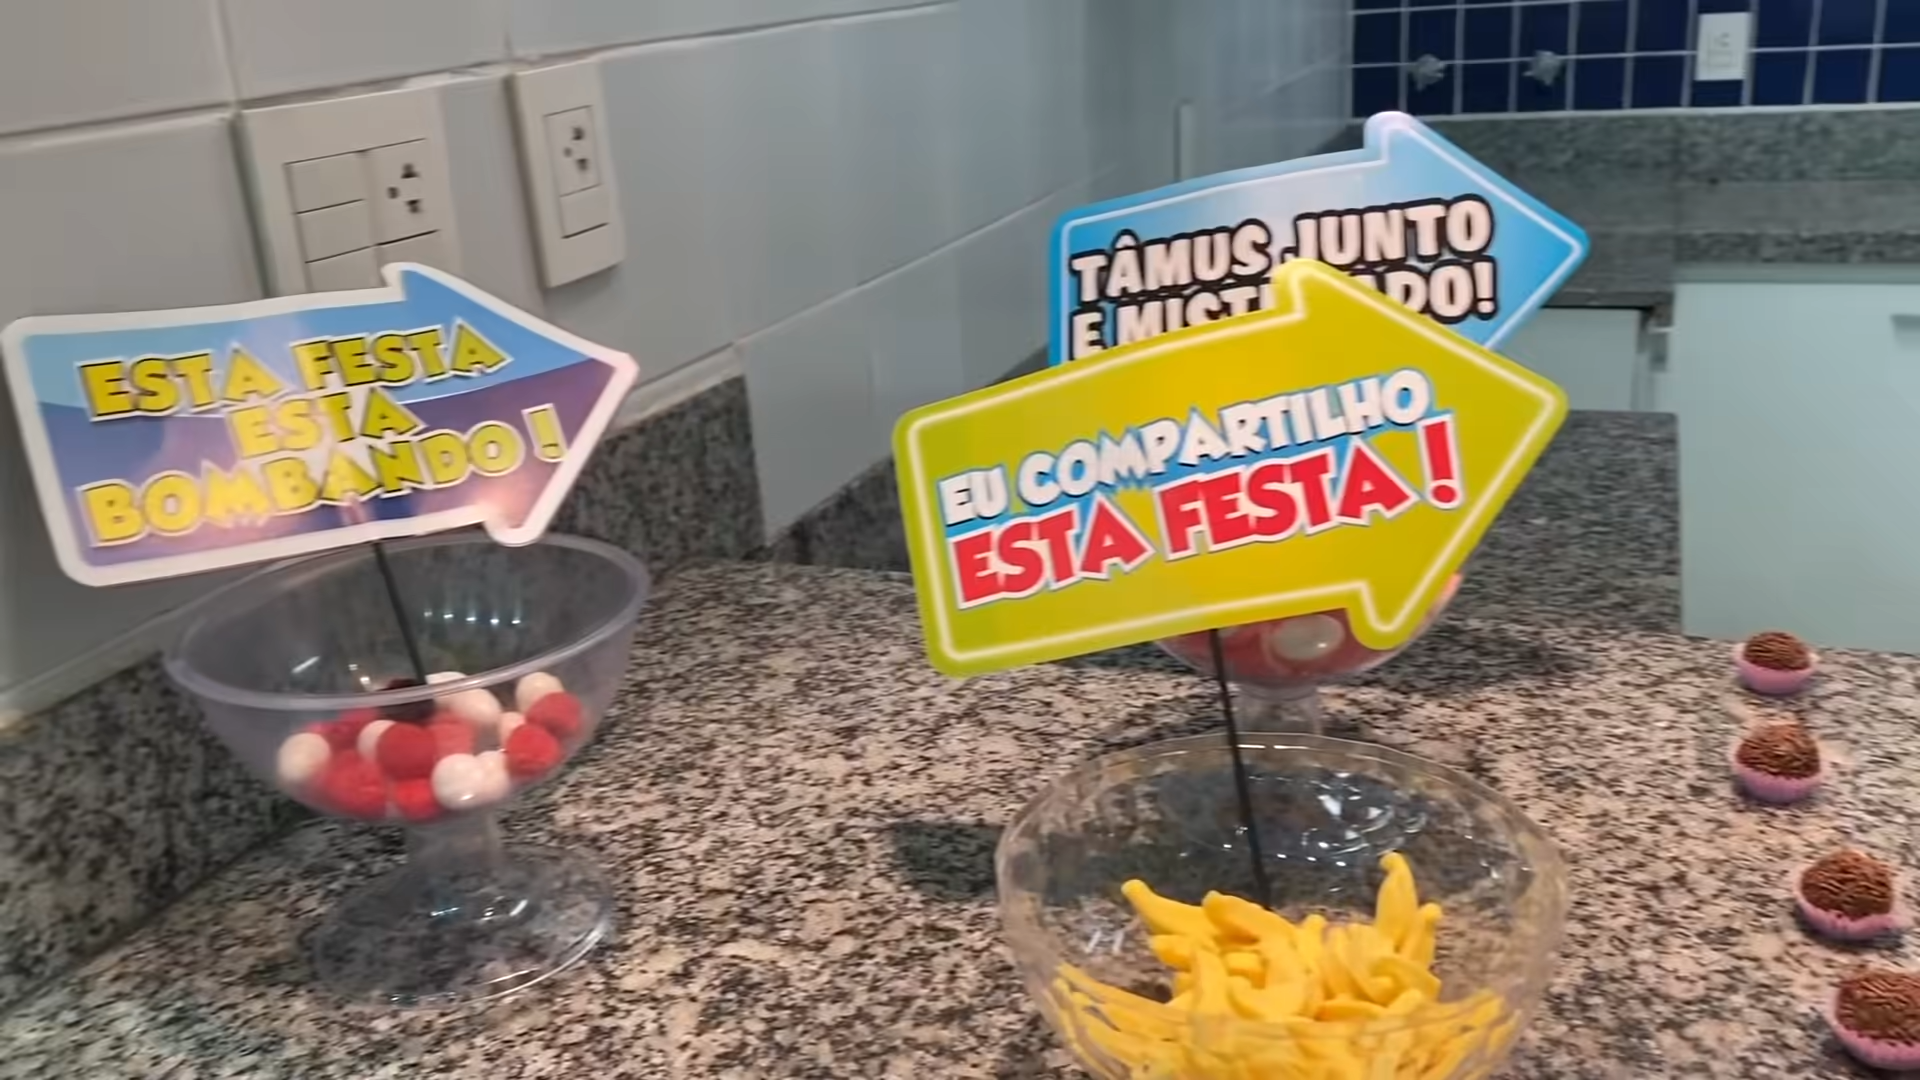 ESTA FESTA
ESTA
BOMBANDO !
TÂMUS JUNTO
E
EU COMPARTILHO
ESTA FESTA !